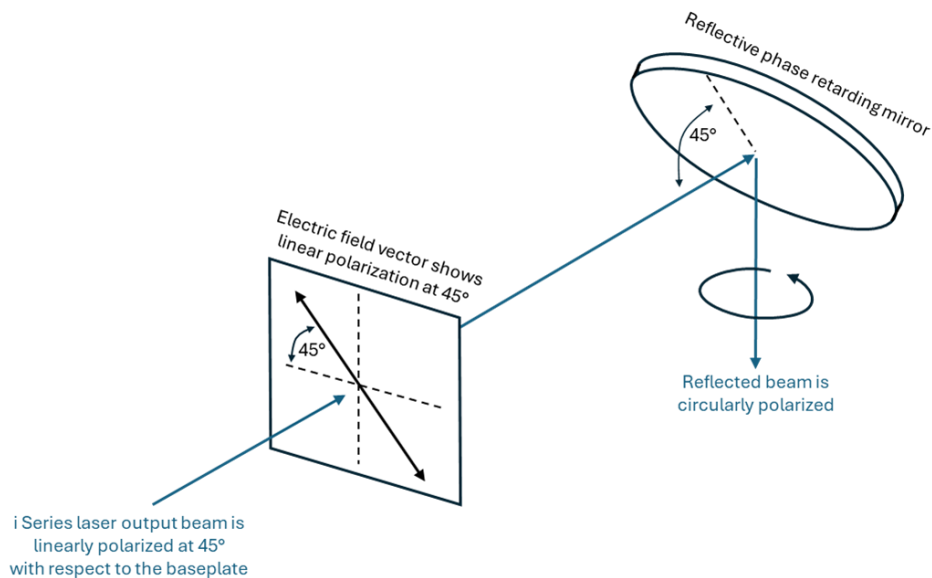 Reflective phase retarding mirror
45°
Electric field vector shows
linear polarization at 45°
45°
Reflected beam is
circularly polarized
i Series laser output beam is
linearly polarized at 45°
with respect to the baseplate